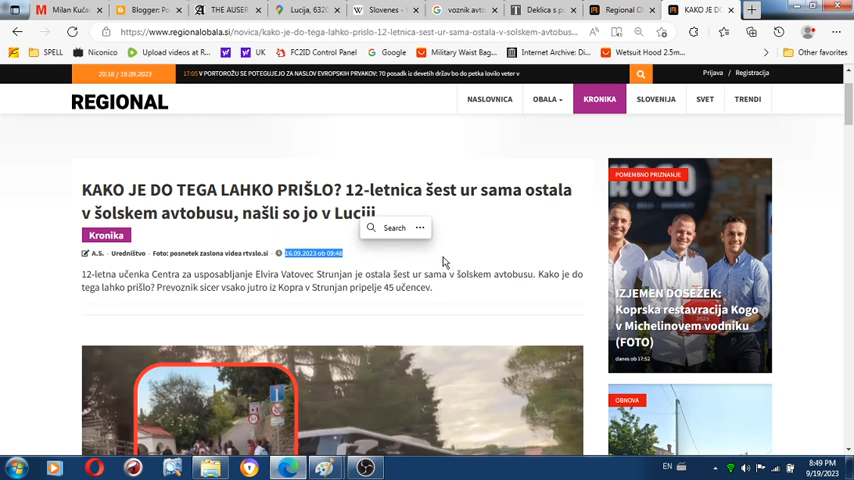 Milan Kuča
Blogger: Po
THE AUSER
Lucija, 6320
Slovenes -
voznik avto
Deklica s p
Regional O
KAKO JE DO
https://www.regionalobala.si/novica/kako-je-do-tega-lahko-prislo-12-letnica-sest-ur-sama-ostala-v-solskem-avtobus...
SPELL
Niconico
Upload videos at R...
UK
FCZID Control Panel
Google
Military Waist Bag...
Internet Archive: Di...
Wetsuit Hood 2.5m...
Other favorites
20:18 / 19.09.2023
17:05 V PORTOROŽU SE POTEGUJEJO ZA NASLOV EVROPSKIH PRVAKOV: 70 posadk iz devetih držav bo do petka lovilo veter v
Prijava / Registracija
REGIONAL
NASLOVNICA
OBALA
KRONIKA
SLOVENIJA
SVET
TRENDI
KAKO JE DO TEGA LAHKO PRIŠLO? 12-letnica šest ur sama ostala
v šolskem avtobusu, našli so jo v Luciji
Search
Kronika
A.S. - Uredništvo - Foto: posnetek zaslona videa rtvslo.si - 16.09.2023 ob 09:48
12-letna učenka Centra za usposabljanje Elvira Vatovec Strunjan je ostala šest ur sama v šolskem avtobusu. Kako je do
tega lahko prišlo? Prevoznik sicer vsako jutro iz Kopra v Strunjan pripelje 45 učencev.
POMEMBNO PRIZNANJE
KOGO
2023
IZJEMEN DOSEŽEK:
Koprska restavracija Kogo
v Michelinovem vodniku
(FOTO)
danes ob 17:52
OBNOVA
EN
8:49 PM
9/19/2023